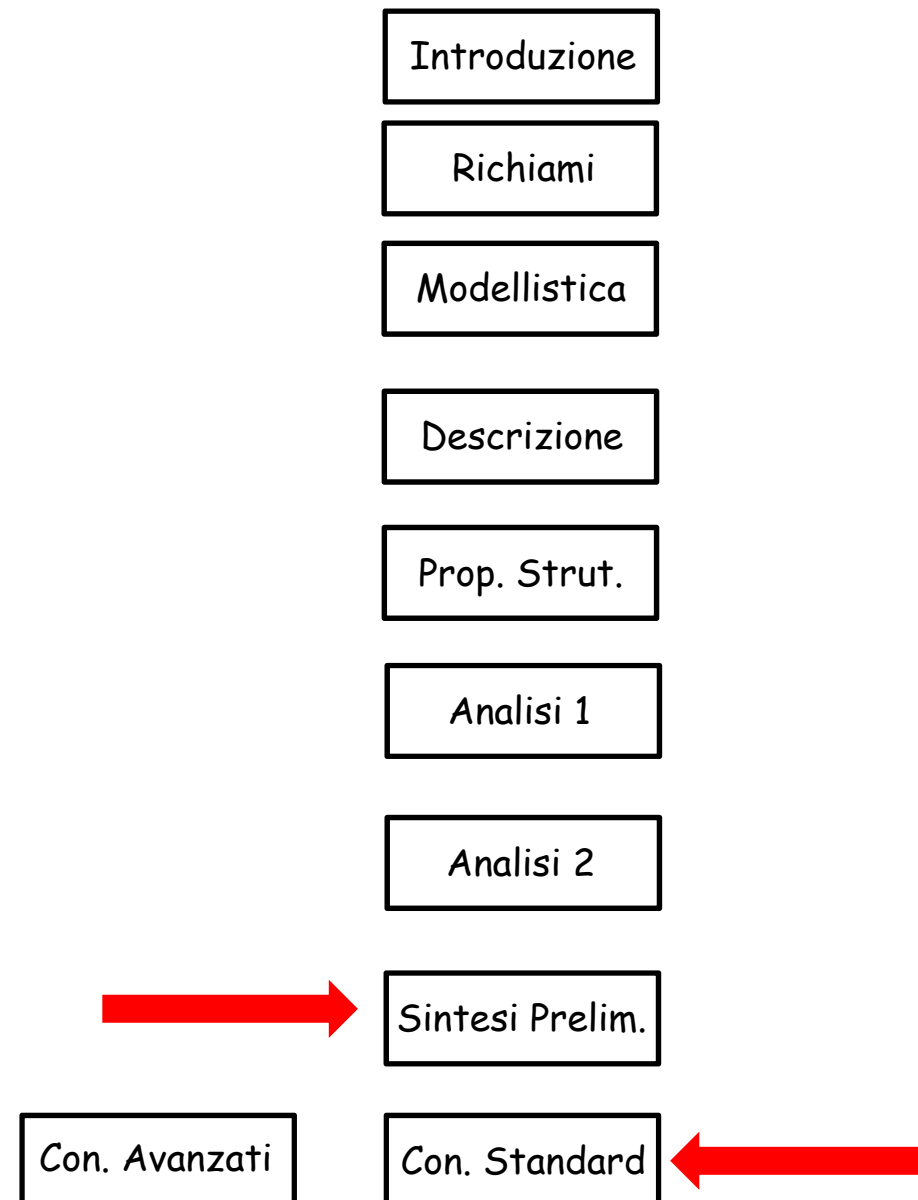 Introduzione
Richiami
Modellistica
Descrizione
Prop. Strut.
Analisi 1
Analisi 2
Sintesi Prelim.
Con. Avanzati
Con. Standard